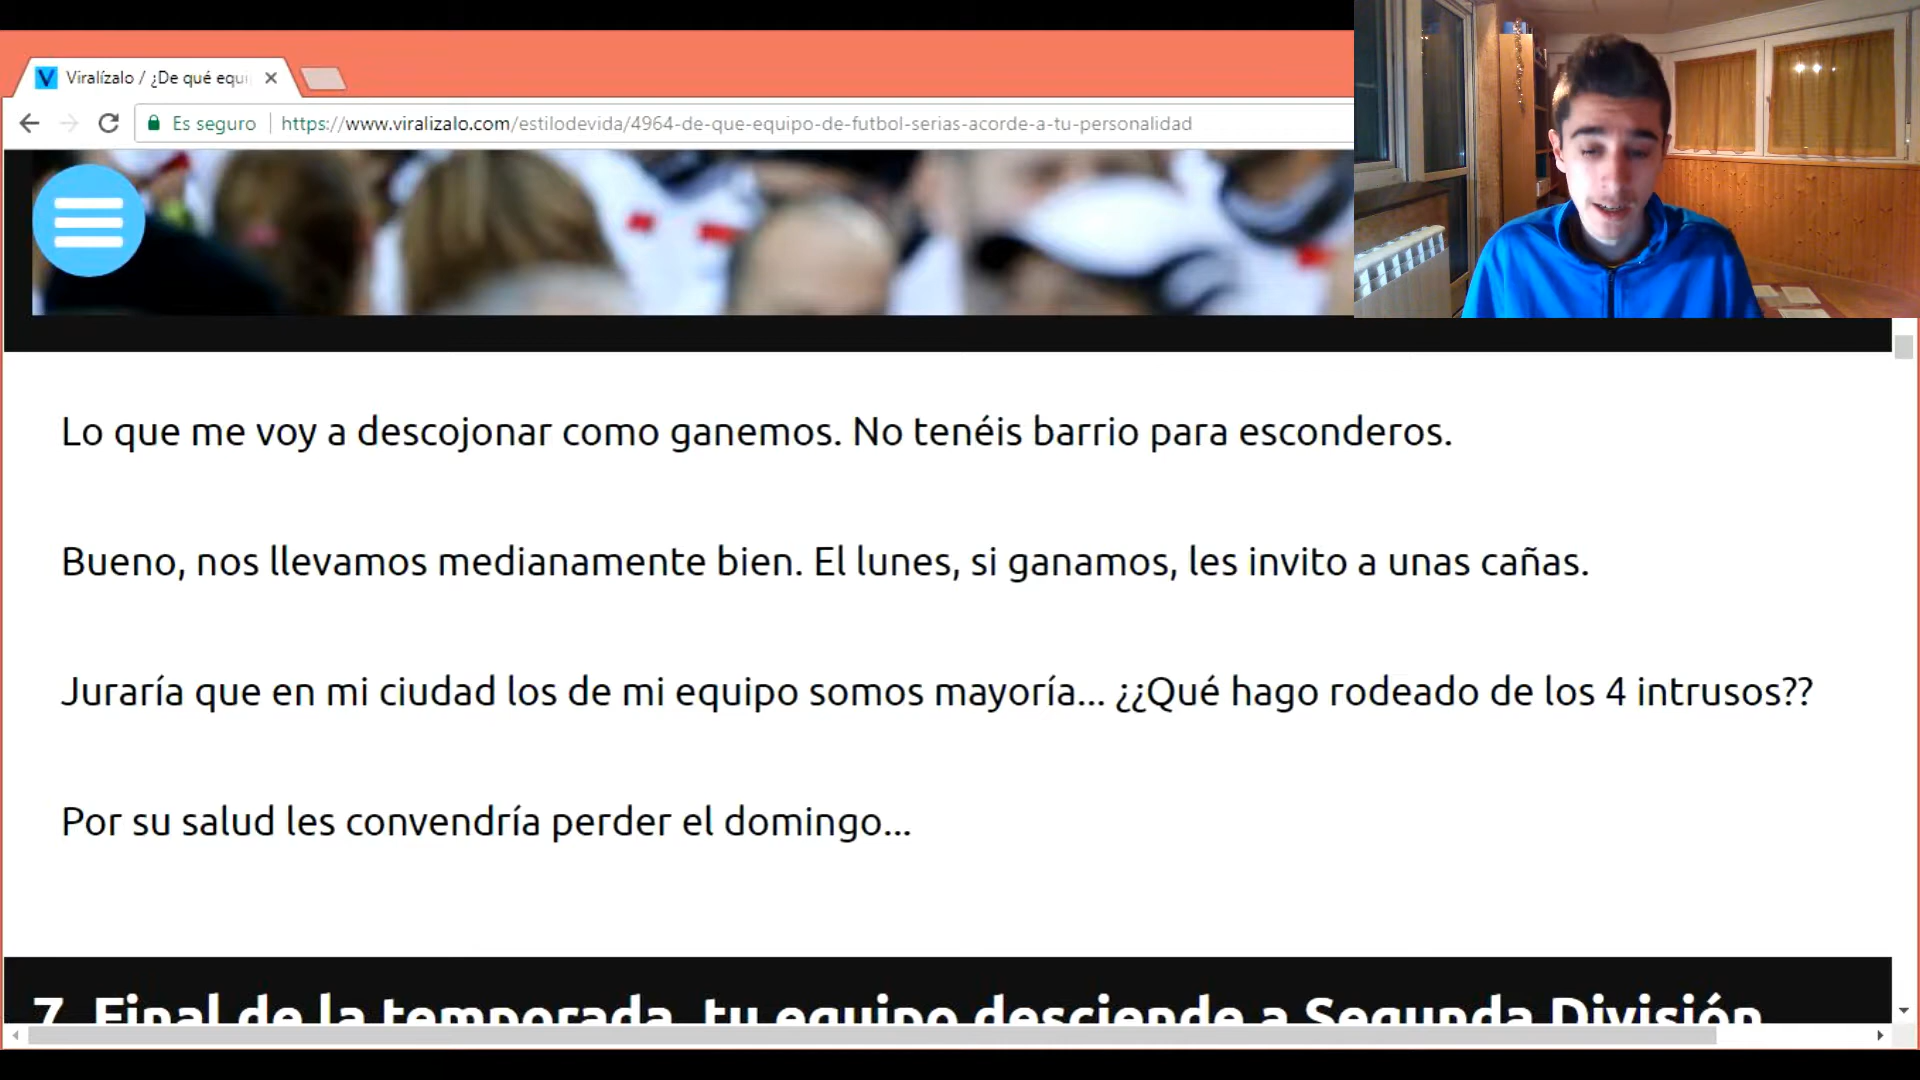 Viralízalo / ¿De qué equi
Es seguro
https://www.viralizalo.com/estilodevida/4964-de-que-equipo-de-futbol-serias-acorde-a-tu-personalidad
Lo que me voy a descojonar como ganemos. No tenéis barrio para esconderos.
Bueno, nos llevamos medianamente bien. El lunes, si ganamos, les invito a unas cañas.
Juraría que en mi ciudad los de mi equipo somos mayoría... ¿¿Qué hago rodeado de los 4 intrusos??
Por su salud les convendría perder el domingo...
7. Final de la temporada, tu equipo desciende a Segunda División